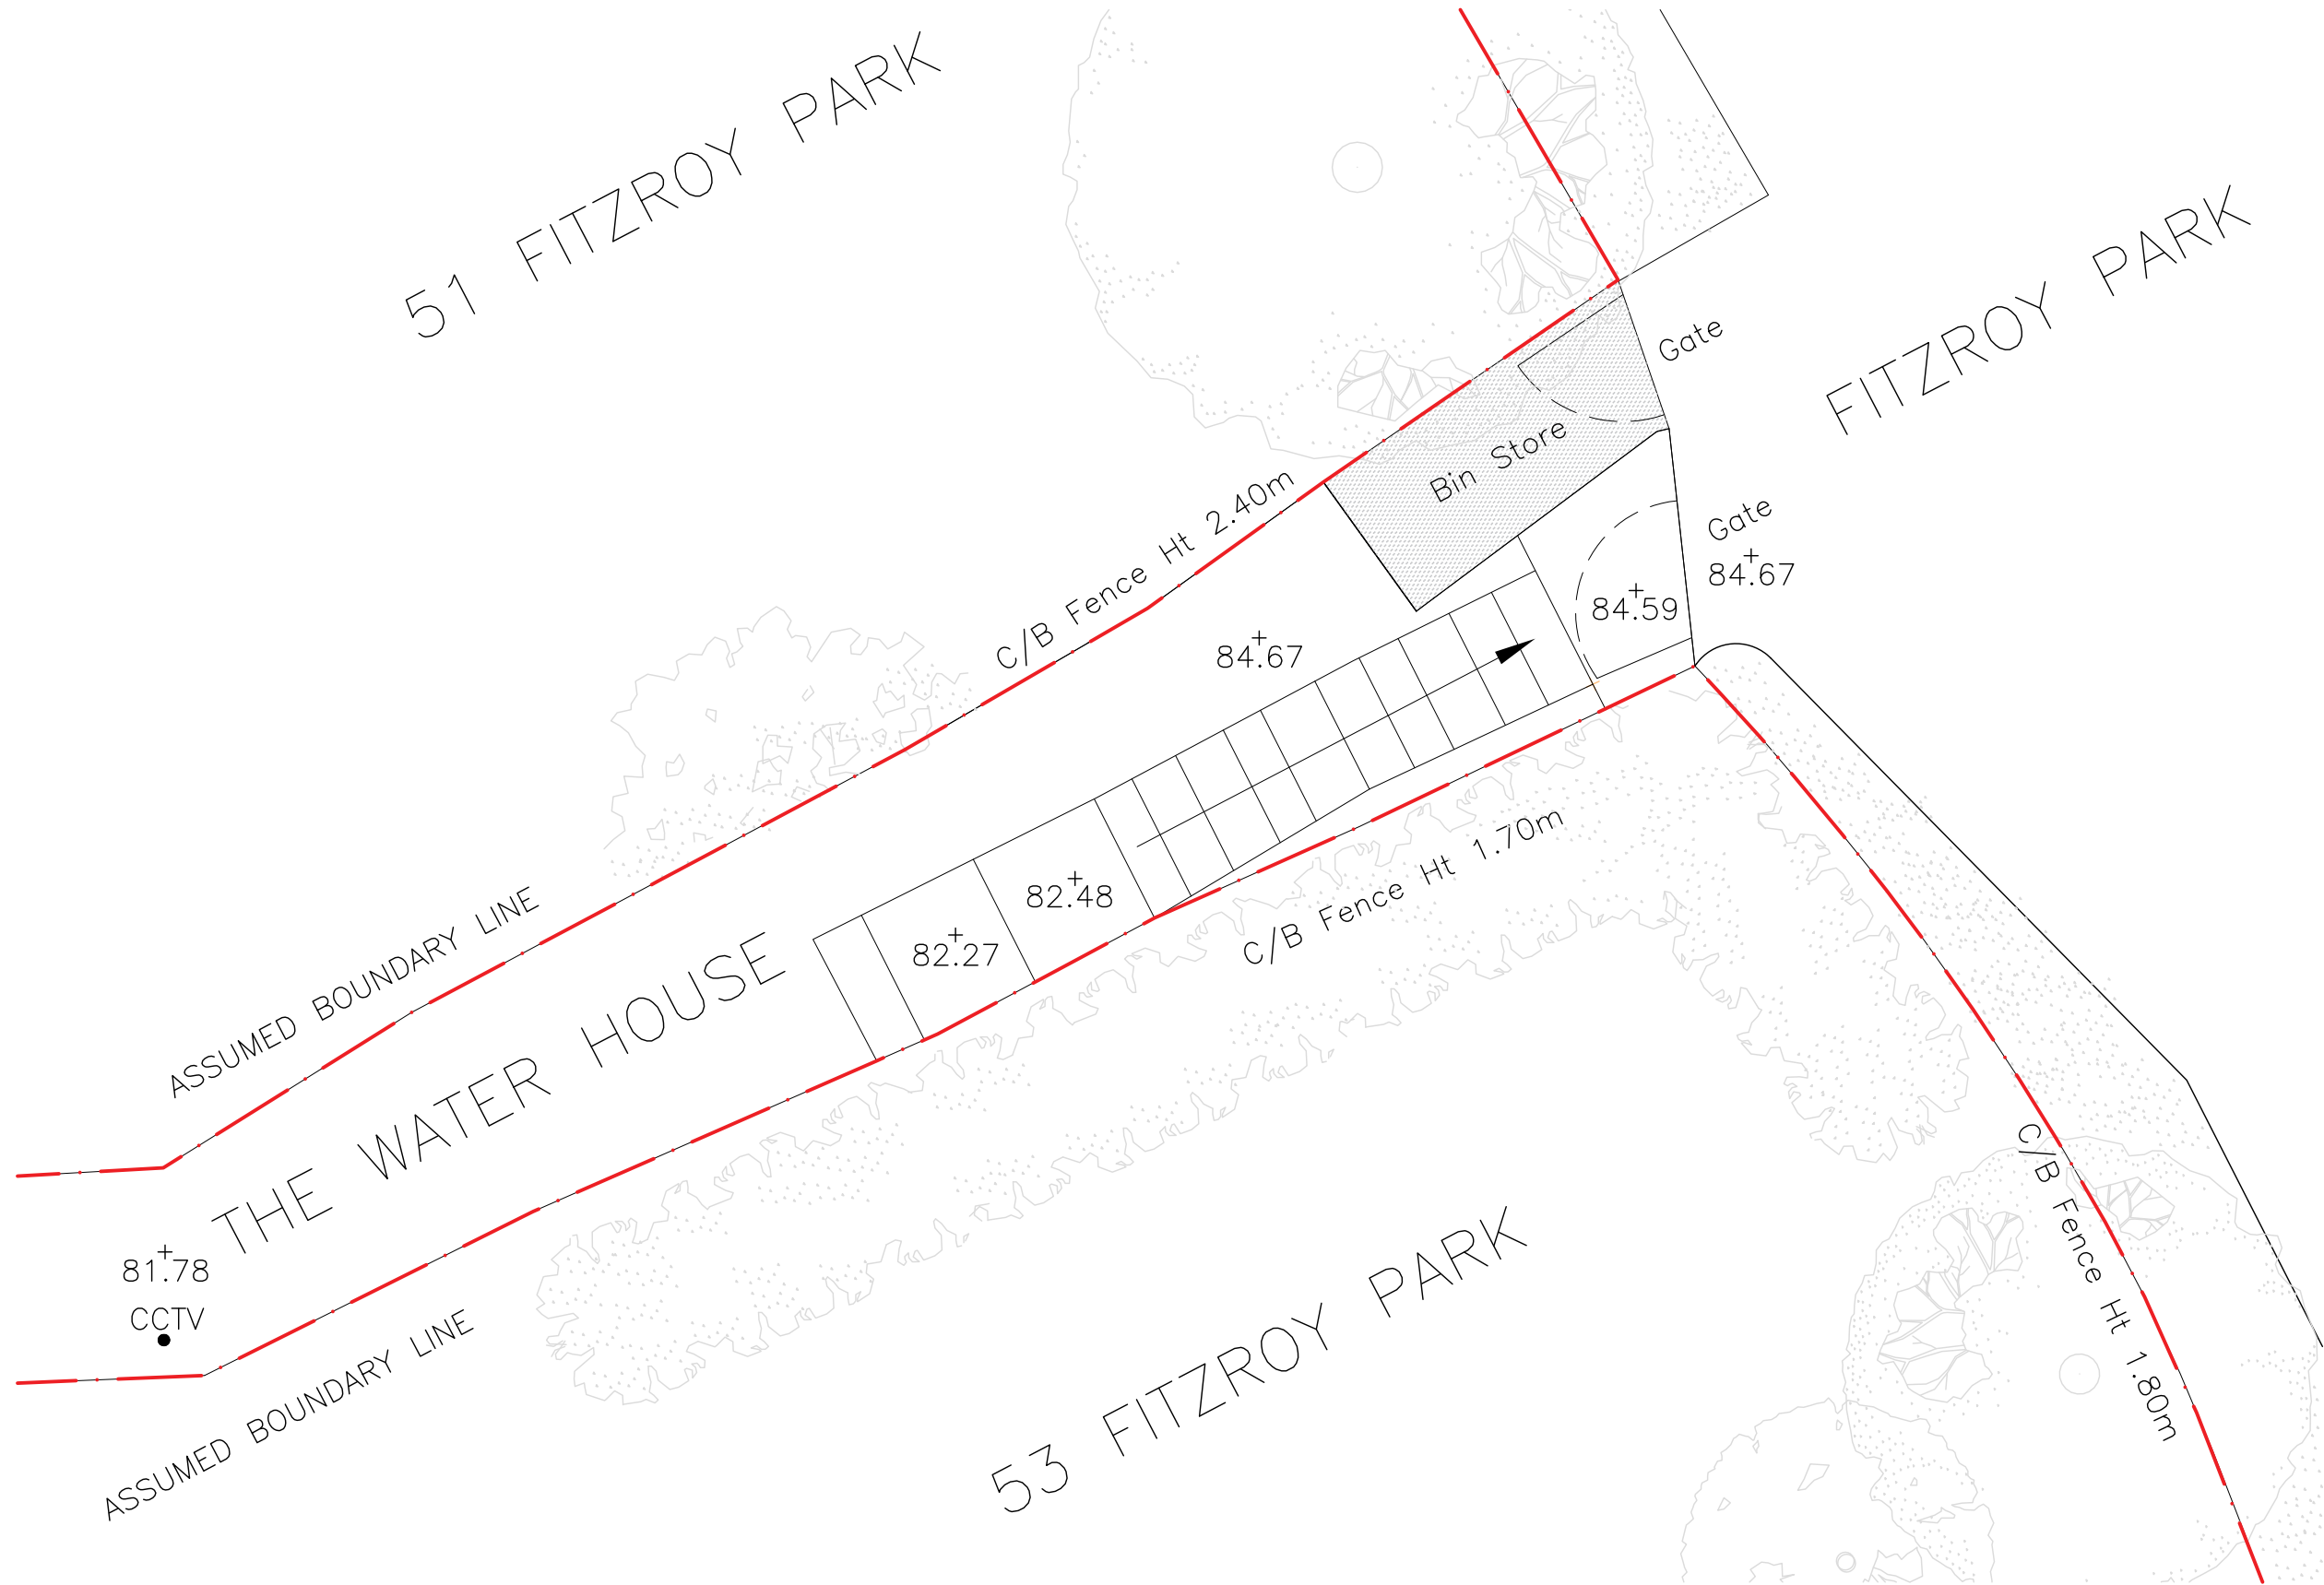 51 FITZROY PARK
FITZROY PARK
Gate
Bin Store
C/B Fence Ht 2.40m
Gate
84.67
84.59
84.67
C/B Fence Ht 1.70m
82.48
82.27
ASSUMED BOUNDARY LINE
THE WATER HOUSE
81.78
CCTV
ASSUMED BOUNDARY LINE
53 FITZROY PARK
C/B Fence Ht 1.80m